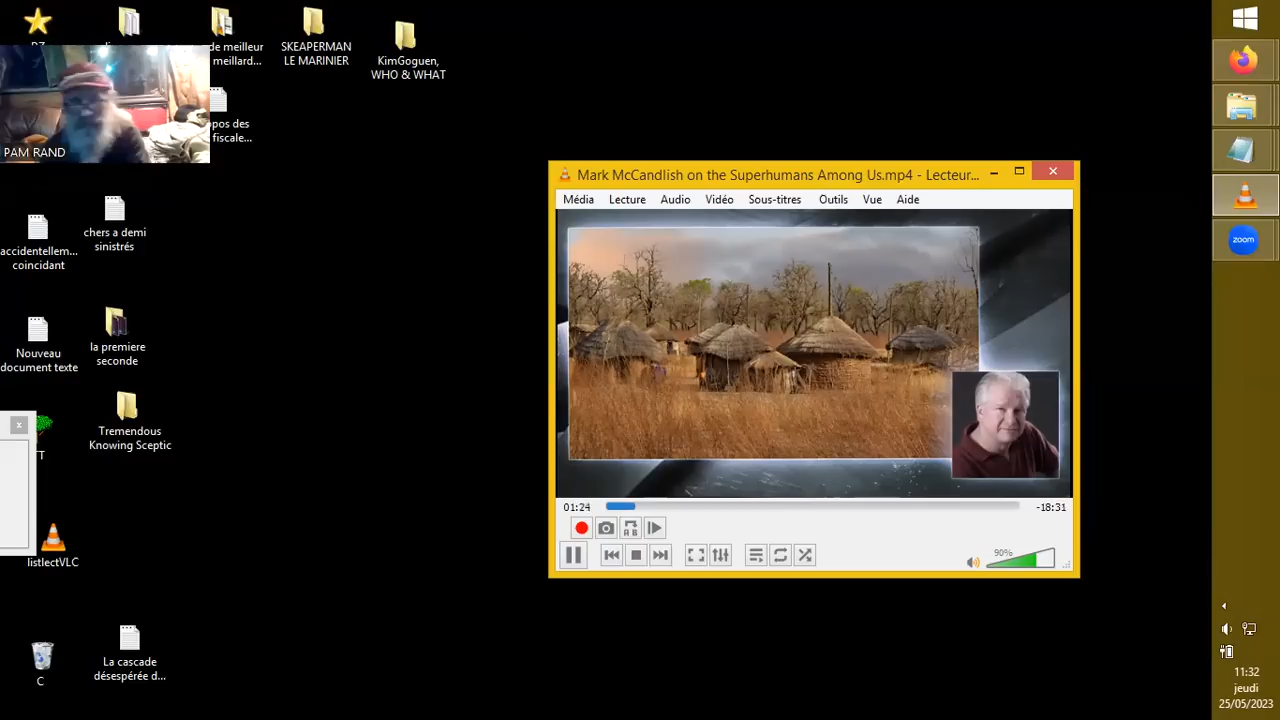 de meilleur
meillard...
SKEAPERMAN
LE MARINIER
KimGoguen,
WHO & WHAT
opos des
fiscale...
PAM RAND
Mark McCandlish on the Superhumans Among Us.mp4 - Lecteur...
Média Lecture Audio Vidéo Sous-titres Outils Vue Aide
chers a demi
sinistrés
accidentellem...
coincidant
la premiere
seconde
Nouveau
document texte
Tremendous
Knowing Sceptic
TT
listlectVLC
01:24
-18:31
90%
zoom
La cascade
désespérée d...
C
11:32
jeudi
25/05/2023